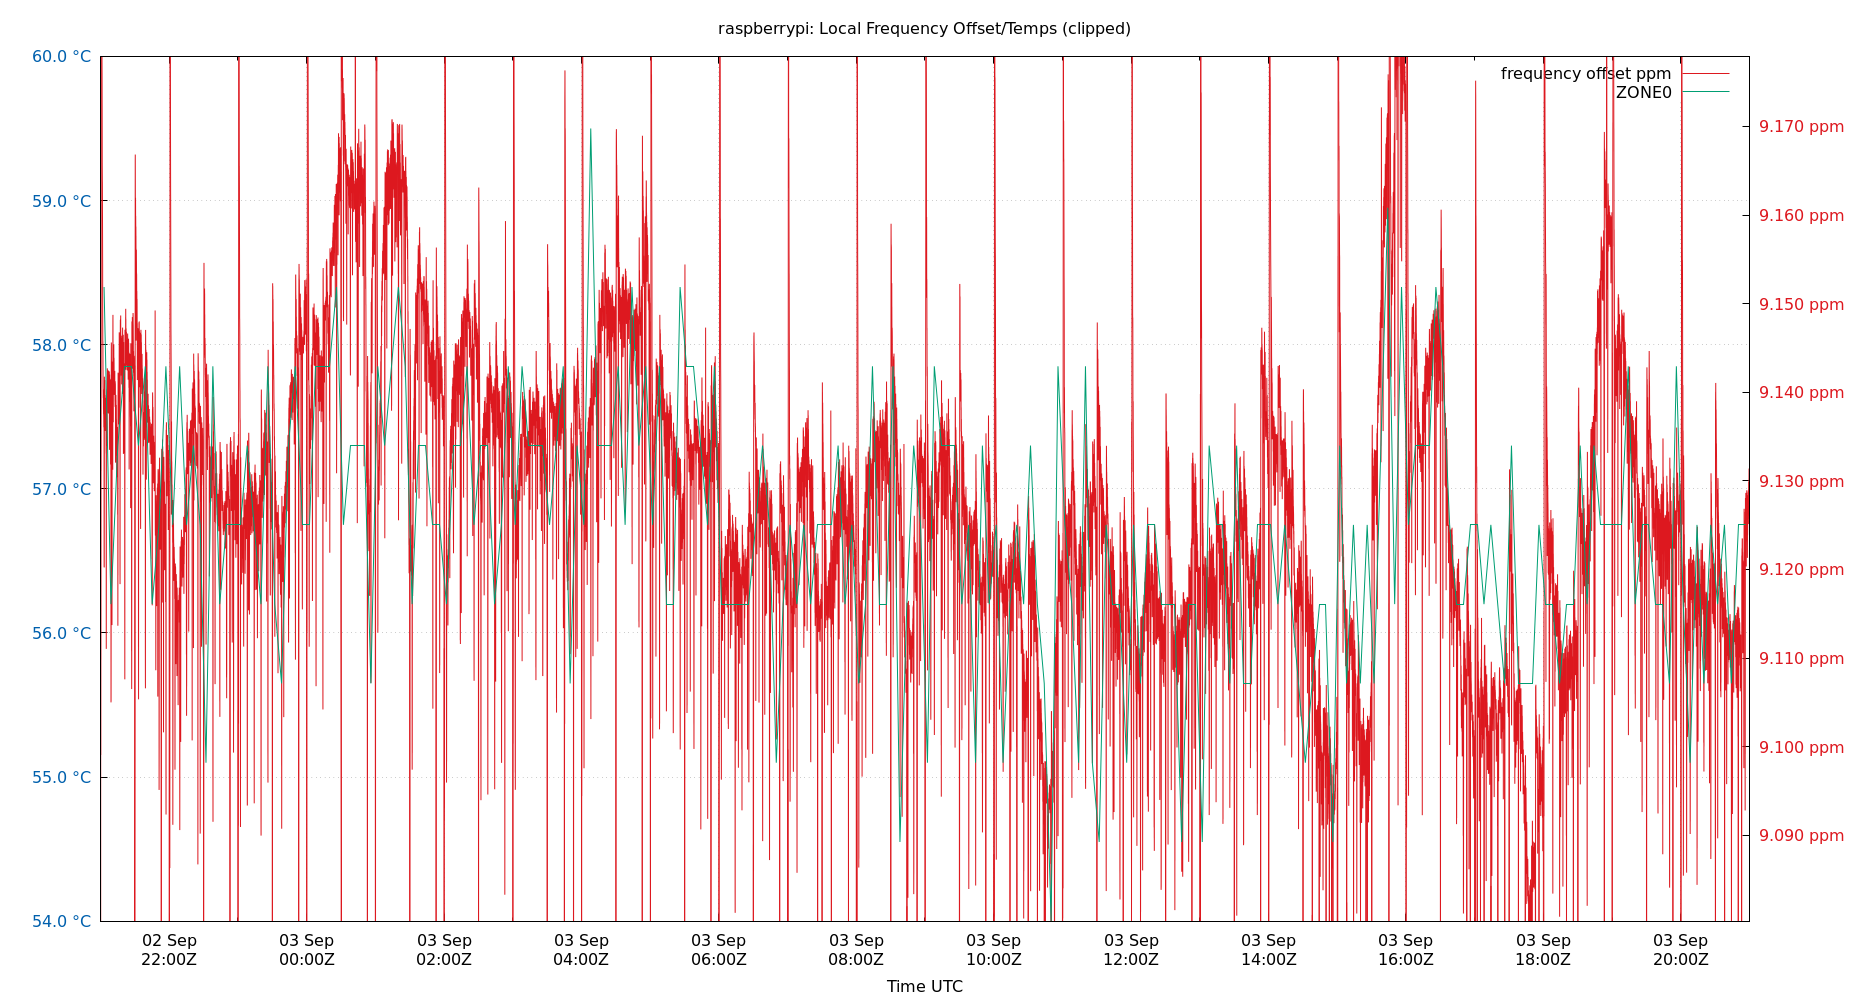 raspberrypi: Local Frequency Offset/Temps (clipped)
frequency offset ppm
ZONE0
60.0 °C
59.0 °C
58.0 °C
57.0 °C
56.0 °C
55.0 °C
54.0 °C
9.170 ppm
9.160 ppm
9.150 ppm
9.140 ppm
9.130 ppm
9.120 ppm
9.110 ppm
9.100 ppm
9.090 ppm
02 Sep
22:00Z
03 Sep
00:00Z
03 Sep
02:00Z
03 Sep
04:00Z
03 Sep
06:00Z
03 Sep
08:00Z
03 Sep
10:00Z
03 Sep
12:00Z
03 Sep
14:00Z
03 Sep
16:00Z
03 Sep
18:00Z
03 Sep
20:00Z
Time UTC